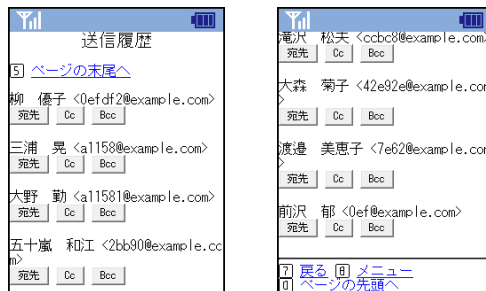 送信履歴
5 ページの末尾へ
柳 優子 <0efdf2@example.com>
宛先 Cc Bcc
三浦 晃 <a1158@example.com>
宛先 Cc Bcc
大野 勤 <a11581@example.com>
宛先 Cc Bcc
五十嵐 和江 <2bb90@example.co
m>
宛先 Cc Bcc
滝沢 松夫 <ccbc8@example.com
宛先 Cc Bcc
大森 菊子 <42e92e@example.com
>
宛先 Cc Bcc
渡邉 美恵子 <7e62@example.com
>
宛先 Cc Bcc
前沢 郁 <0ef@example.com>
宛先 Cc Bcc
7 戻る 8 メニュー
0 ページの先頭へ